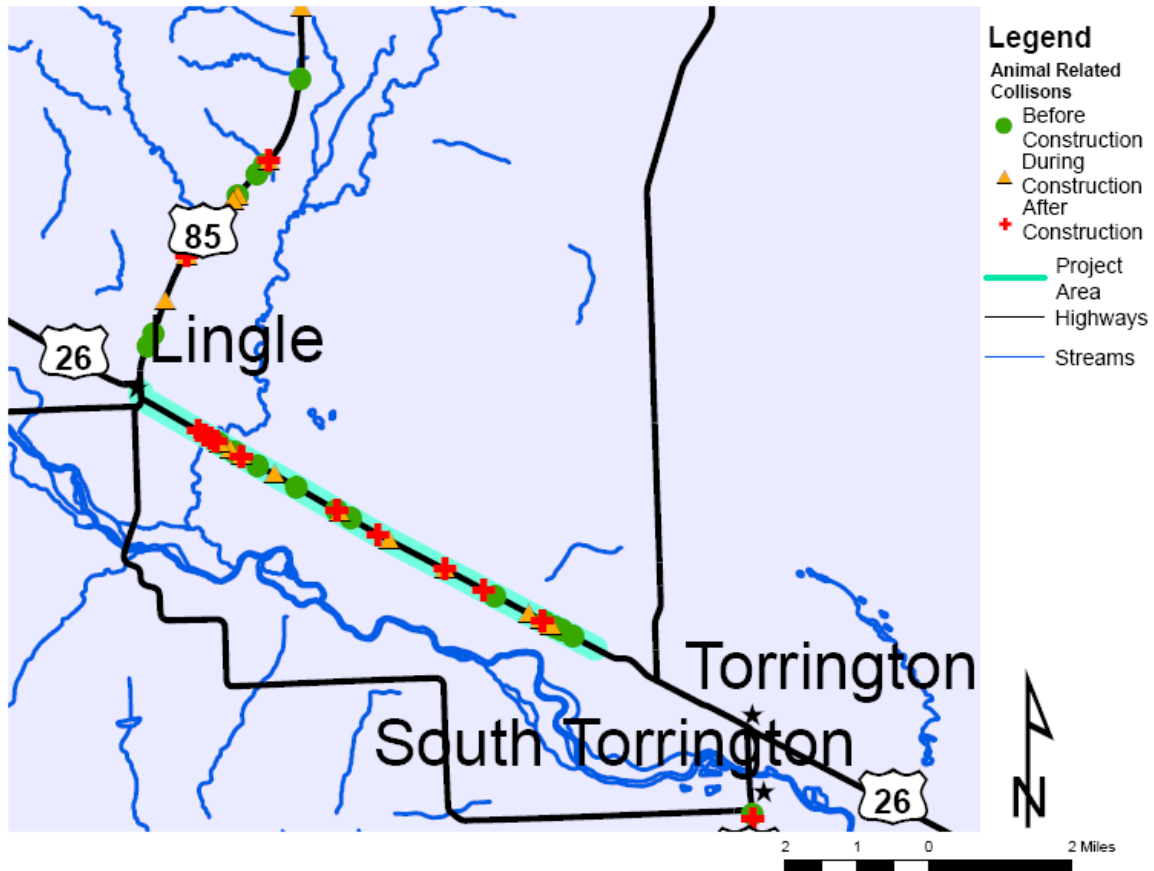 Legend
Animal Related
Collisons
Before
Construction
During
Construction
After
Construction
Project
Area
Highways
Streams
85
Lingle
26
Torrington
South Torrington
26
N
2 1 0 2 Miles